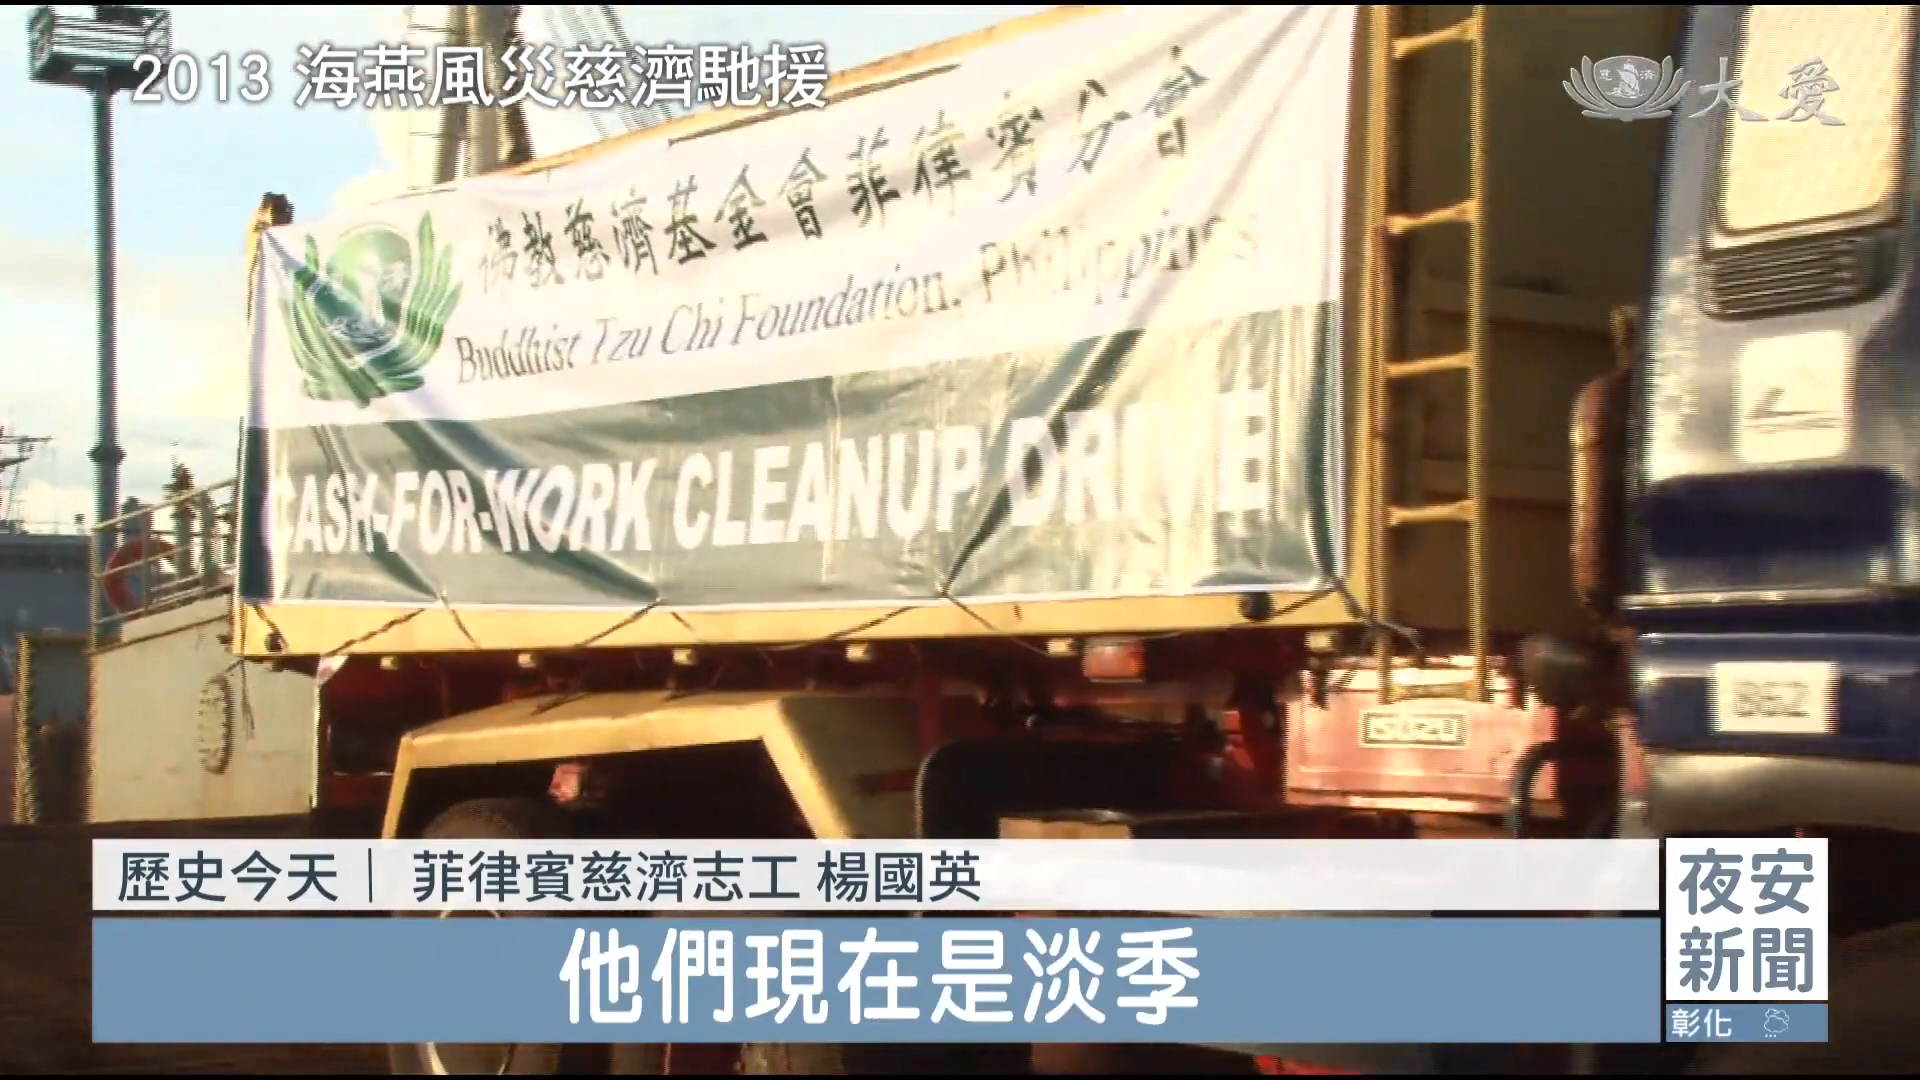 2013 海燕風災慈濟馳援
大愛
佛教慈濟基金會菲律賓分會
Buddhist Tzu Chi Foundation, Philippines
CASH-FOR-WORK CLEANUP DRIVE
ISUZU
歷史今天｜ 菲律賓慈濟志工 楊國英
他們現在是淡季
夜安
新聞
彰化